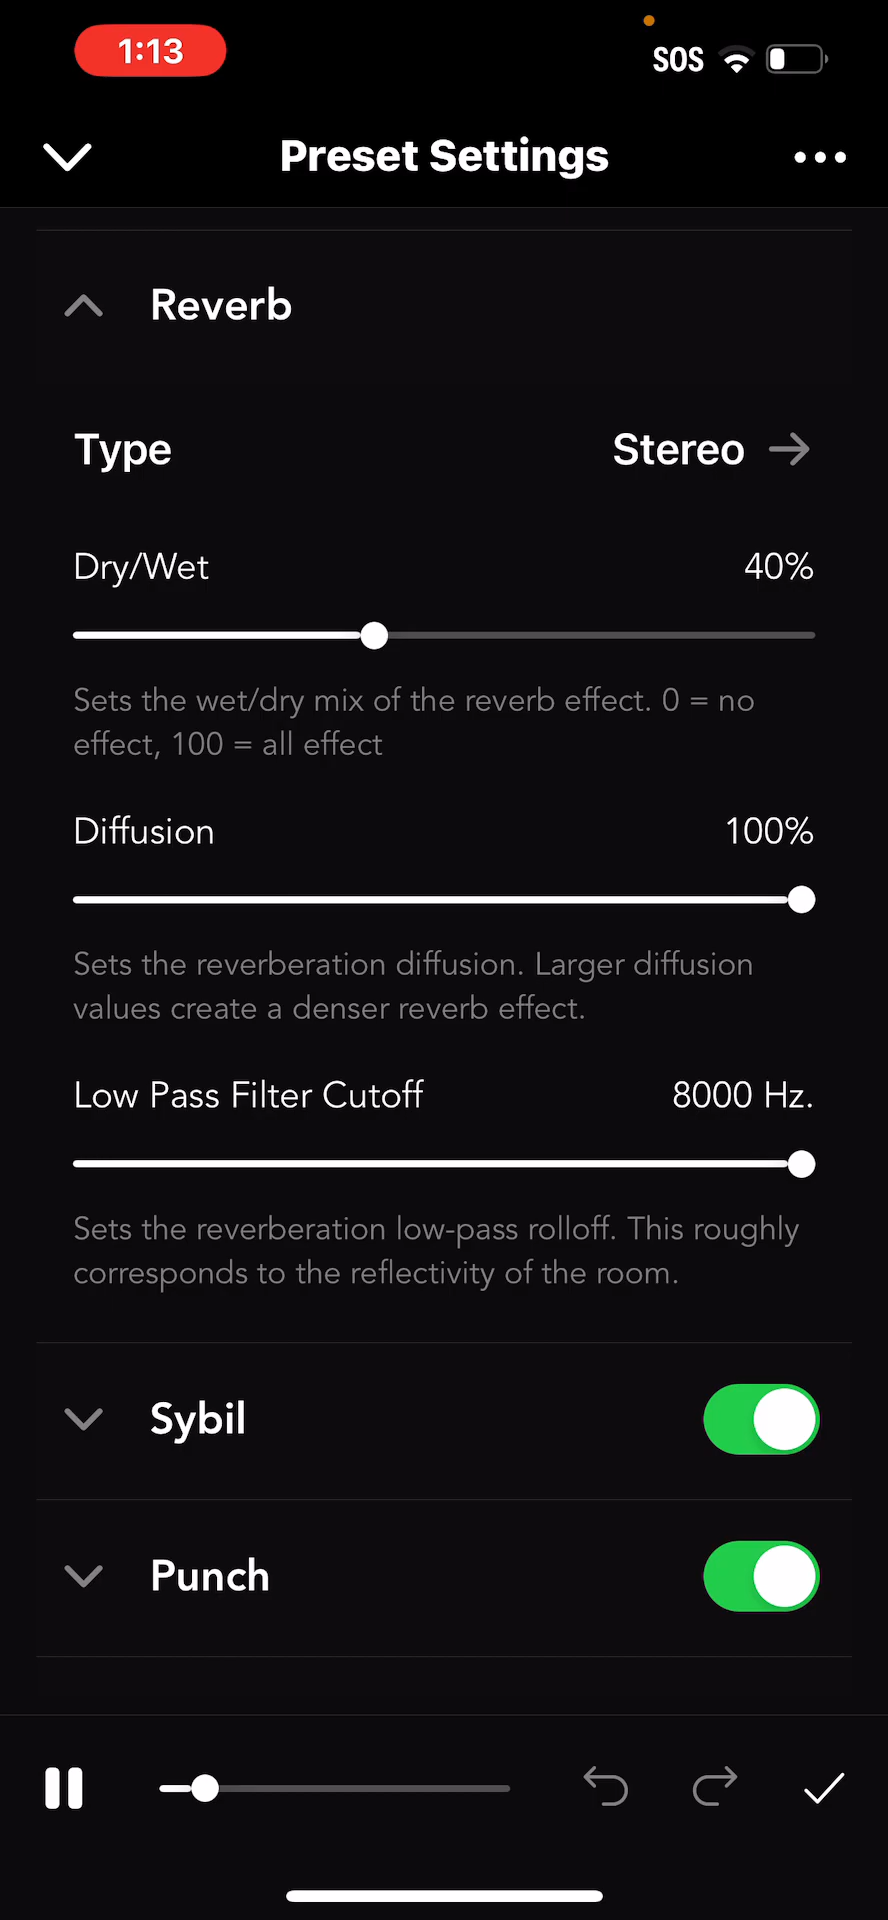 1:13
SOS
Preset Settings
Reverb
Type Stereo
Dry/Wet 40%
Sets the wet/dry mix of the reverb effect. 0 = no
effect, 100 = all effect
Diffusion 100%
Sets the reverberation diffusion. Larger diffusion
values create a denser reverb effect.
Low Pass Filter Cutoff 8000 Hz.
Sets the reverberation low-pass rolloff. This roughly
corresponds to the reflectivity of the room.
Sybil
Punch